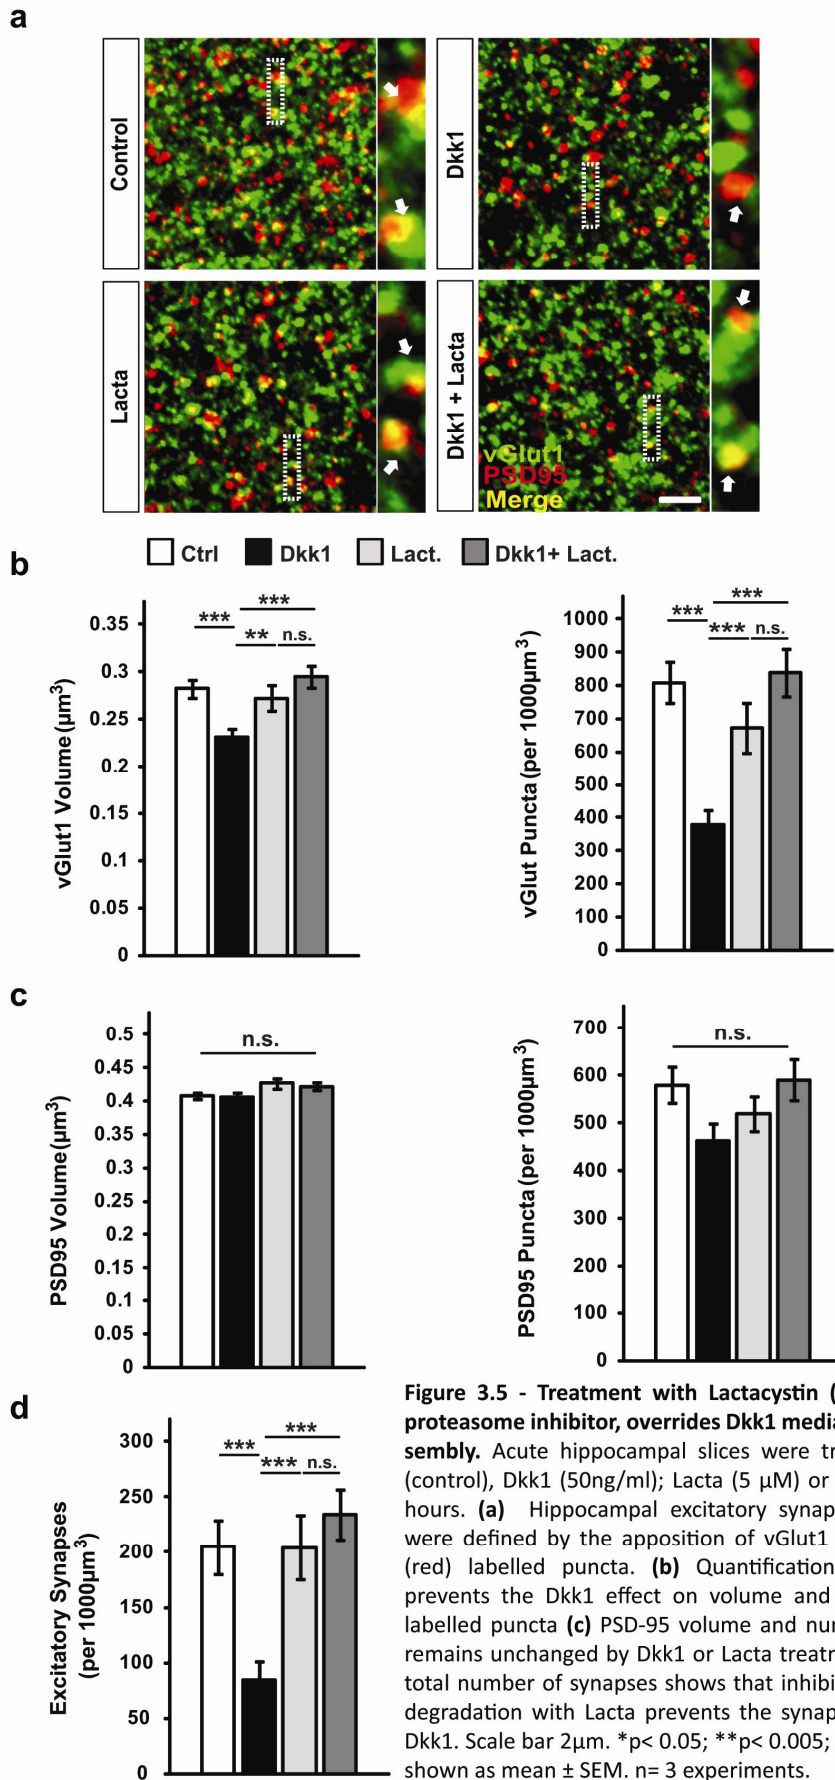 a
Control
Dkk1
Lacta
Dkk1 + Lacta
vGlut1
PSD95
Merge
b
Ctrl Dkk1 Lact. Dkk1+ Lact.
vGlut1 Volume (µm³)
0.35
0.3
0.25
0.2
0.15
0.1
0.05
0
*** *** ** n.s.
vGlut Puncta (per 1000µm³)
1000
900
800
700
600
500
400
300
200
100
0
*** *** *** n.s.
c
PSD95 Volume (µm³)
0.5
0.45
0.4
0.35
0.3
0.25
0.2
0.15
0.1
0.05
0
n.s.
PSD95 Puncta (per 1000µm³)
700
600
500
400
300
200
100
0
n.s.
d
Excitatory Synapses
(per 1000µm³)
300
250
200
150
100
50
0
*** *** *** n.s.
Figure 3.5 - Treatment with Lactacystin (
proteasome inhibitor, overrides Dkk1 media
sembly. Acute hippocampal slices were tr
(control), Dkk1 (50ng/ml); Lacta (5 µM) or
hours. (a) Hippocampal excitatory synap
were defined by the apposition of vGlut1
(red) labelled puncta. (b) Quantification
prevents the Dkk1 effect on volume and
labelled puncta (c) PSD-95 volume and nur
remains unchanged by Dkk1 or Lacta treatr
total number of synapses shows that inhibi
degradation with Lacta prevents the synap
Dkk1. Scale bar 2µm. *p< 0.05; **p< 0.005;
shown as mean ± SEM. n= 3 experiments.